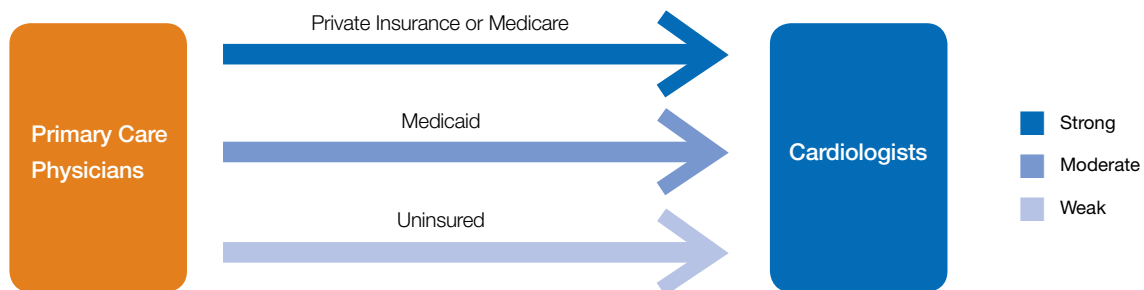 Private Insurance or Medicare
Primary Care
Physicians
Medicaid
Uninsured
Cardiologists
Strong
Moderate
Weak